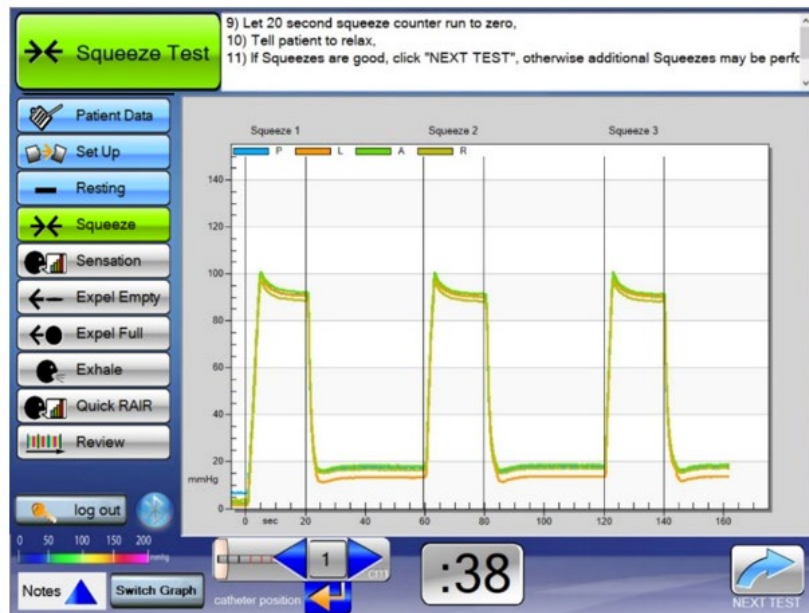 Squeeze Test
9) Let 20 second squeeze counter run to zero,
10) Tell patient to relax,
11) If Squeezes are good, click "NEXT TEST", otherwise additional Squeezes may be perfo
Patient Data
Set Up
Resting
Squeeze
Sensation
Expel Empty
Expel Full
Exhale
Quick RAIR
Review
log out
Squeeze 1 Squeeze 2 Squeeze 3
P L A R
140
120
100
80
60
40
20
mmHg
0 sec 20 40 60 80 100 120 140 160
0 50 100 150 200
mmHg
Notes
Switch Graph
1
catheter position
:38
NEXT TEST